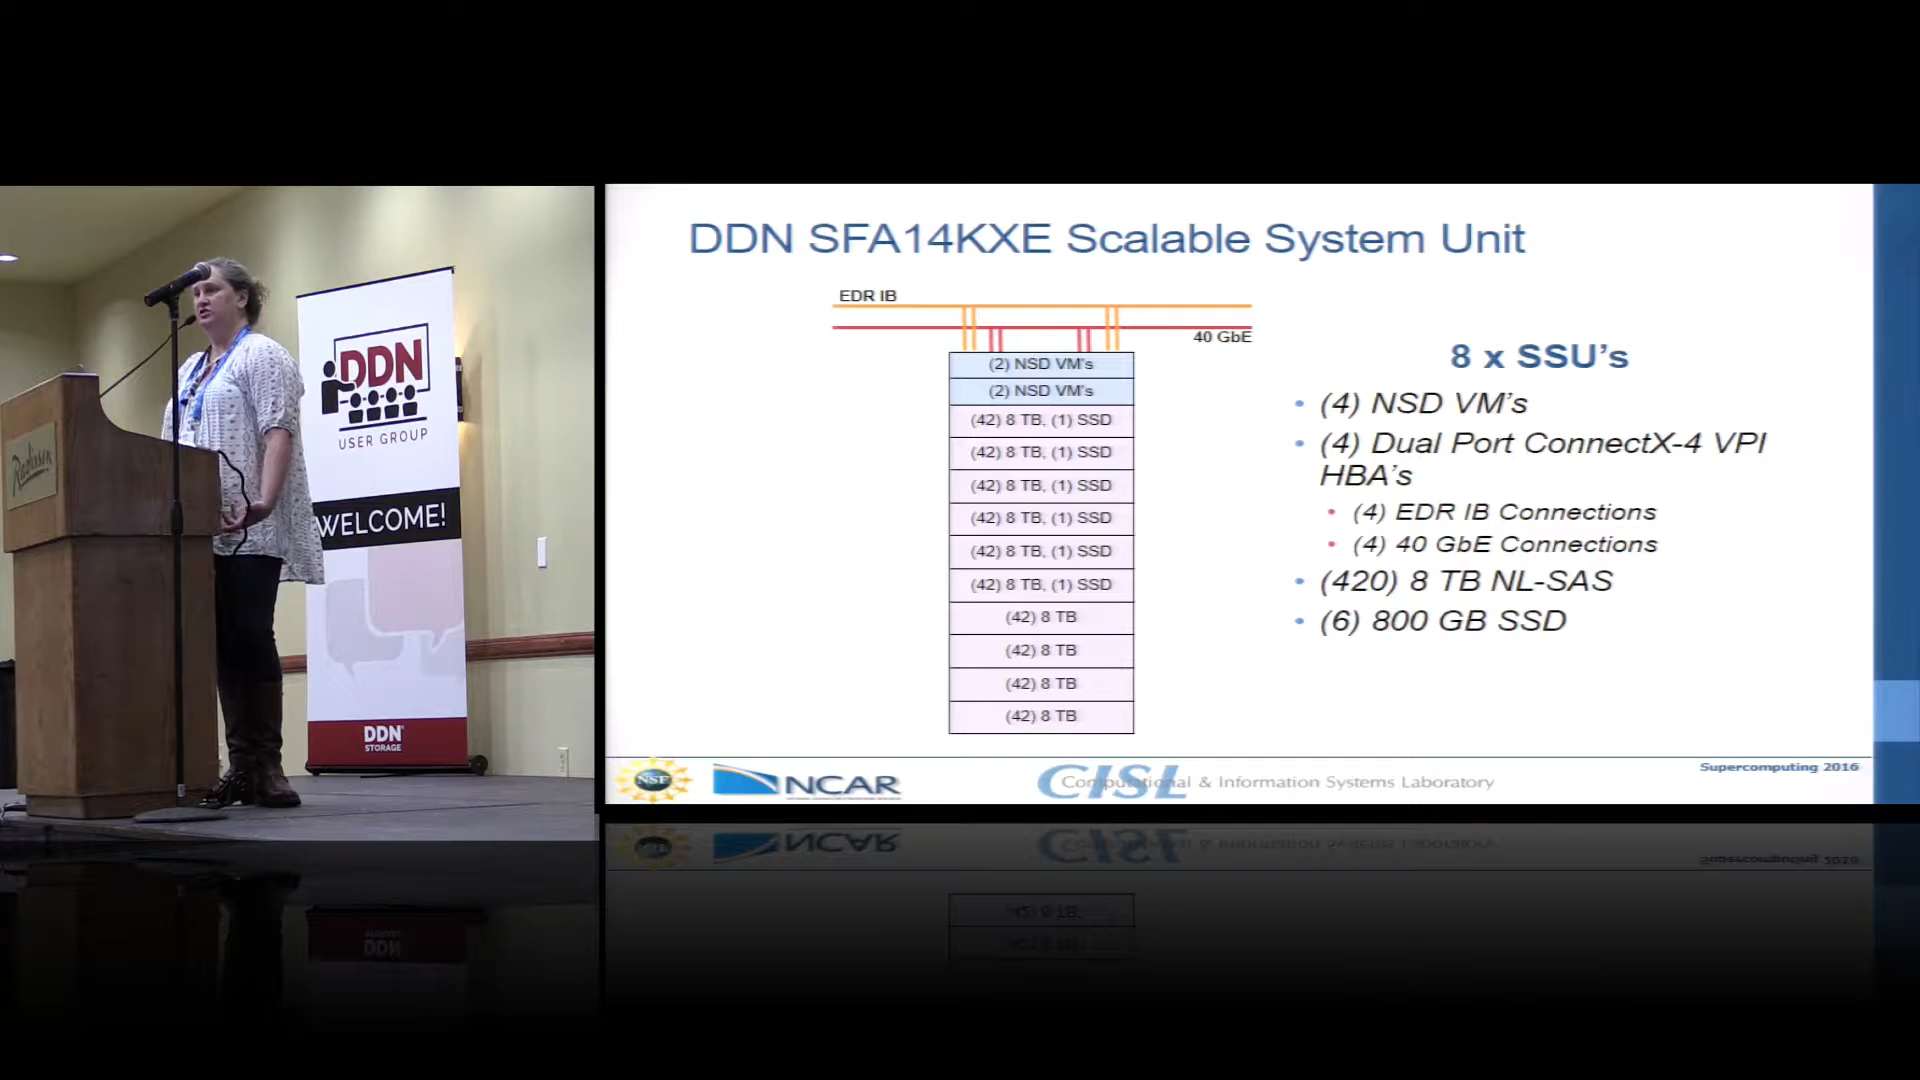 DDN
USER GROUP
WELCOME!
DDN
STORAGE
Radisson
DDN SFA14KXE Scalable System Unit
EDR IB
40 GbE
(2) NSD VM's
(2) NSD VM's
(42) 8 TB, (1) SSD
(42) 8 TB, (1) SSD
(42) 8 TB, (1) SSD
(42) 8 TB, (1) SSD
(42) 8 TB, (1) SSD
(42) 8 TB, (1) SSD
(42) 8 TB
(42) 8 TB
(42) 8 TB
(42) 8 TB
8 x SSU's
• (4) NSD VM's
• (4) Dual Port ConnectX-4 VPI
HBA's
• (4) EDR IB Connections
• (4) 40 GbE Connections
• (420) 8 TB NL-SAS
• (6) 800 GB SSD
NSF
NCAR
CISL
Computational & Information Systems Laboratory
Supercomputing 2016